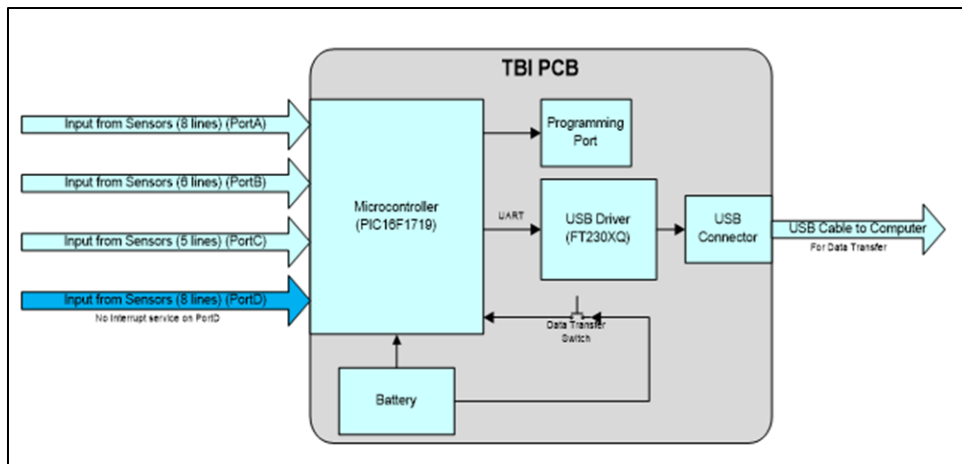 TBI PCB
Input from Sensors (8 lines) (PortA)
Input from Sensors (6 lines) (PortB)
Input from Sensors (5 lines) (PortC)
Input from Sensors (8 lines) (PortD)
No Interrupt service on PortD
Microcontroller
(PIC16F1719)
Programming
Port
UART
USB Driver
(FT230XQ)
USB
Connector
USB Cable to Computer
For Data Transfer
Data Transfer
Switch
Battery